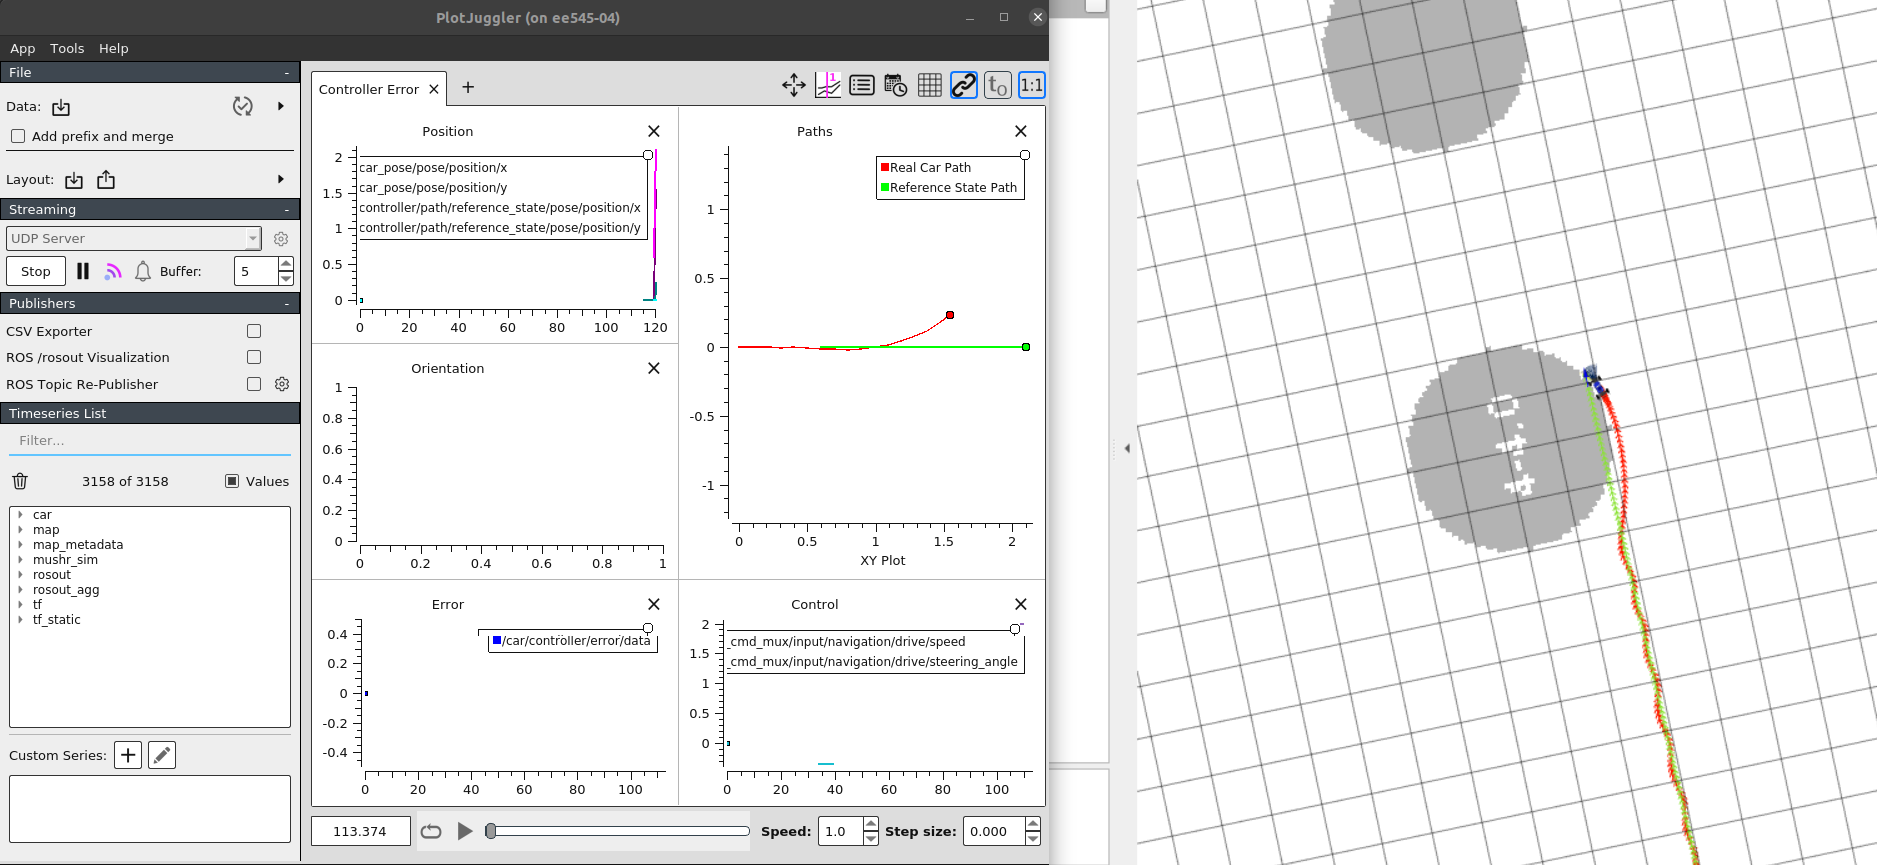 PlotJuggler (on ee545-04)
App Tools Help
File -
Data:
Add prefix and merge
Layout:
Streaming -
UDP Server
Stop Buffer: 5
Publishers -
CSV Exporter
ROS /rosout Visualization
ROS Topic Re-Publisher
Timeseries List
Filter...
3158 of 3158 Values
car
map
map_metadata
mushr_sim
rosout
rosout_agg
tf
tf_static
Custom Series:
Controller Error
1
t0
1:1
Position
car_pose/pose/position/x
car_pose/pose/position/y
controller/path/reference_state/pose/position/x
controller/path/reference_state/pose/position/y
2
1.5
1
0.5
0
0 20 40 60 80 100 120
Paths
Real Car Path
Reference State Path
1
0.5
0
-0.5
-1
0 0.5 1 1.5 2
XY Plot
Orientation
1
0.8
0.6
0.4
0.2
0
0 0.2 0.4 0.6 0.8 1
Error
/car/controller/error/data
0.4
0.2
0
-0.2
-0.4
0 20 40 60 80 100
Control
_cmd_mux/input/navigation/drive/speed
_cmd_mux/input/navigation/drive/steering_angle
2
1.5
1
0.5
0
0 20 40 60 80 100
113.374 Speed: 1.0 Step size: 0.000